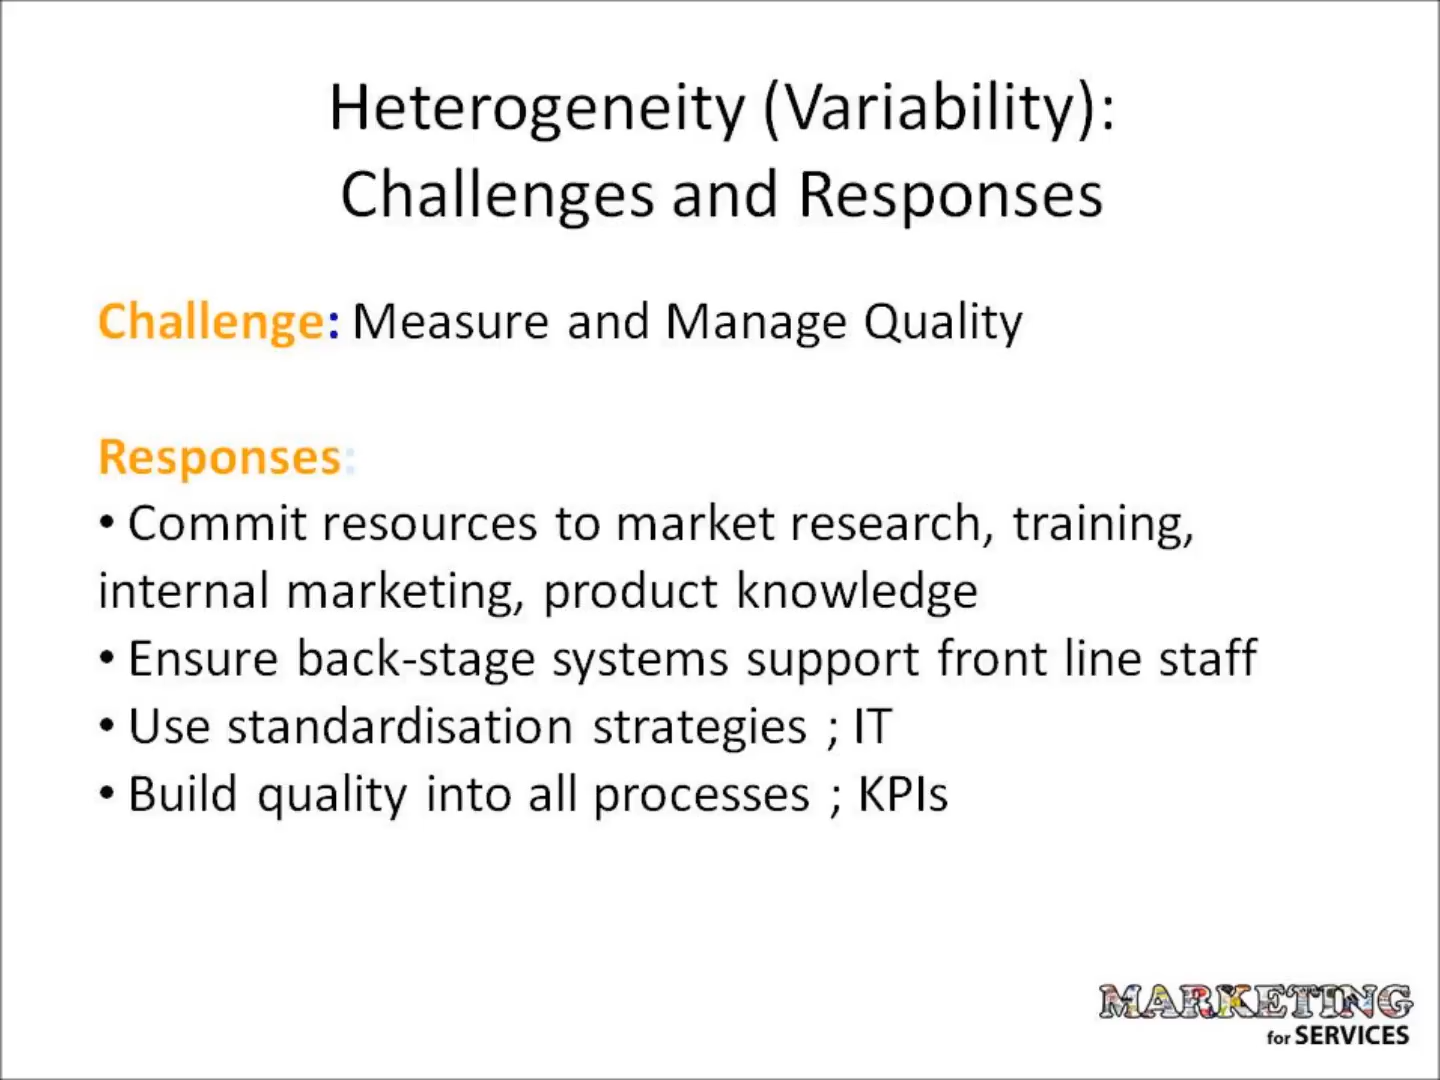 Heterogeneity (Variability):
Challenges and Responses
Challenge: Measure and Manage Quality
Responses:
• Commit resources to market research, training,
internal marketing, product knowledge
• Ensure back-stage systems support front line staff
• Use standardisation strategies ; IT
• Build quality into all processes ; KPIs
MARKETING
for SERVICES